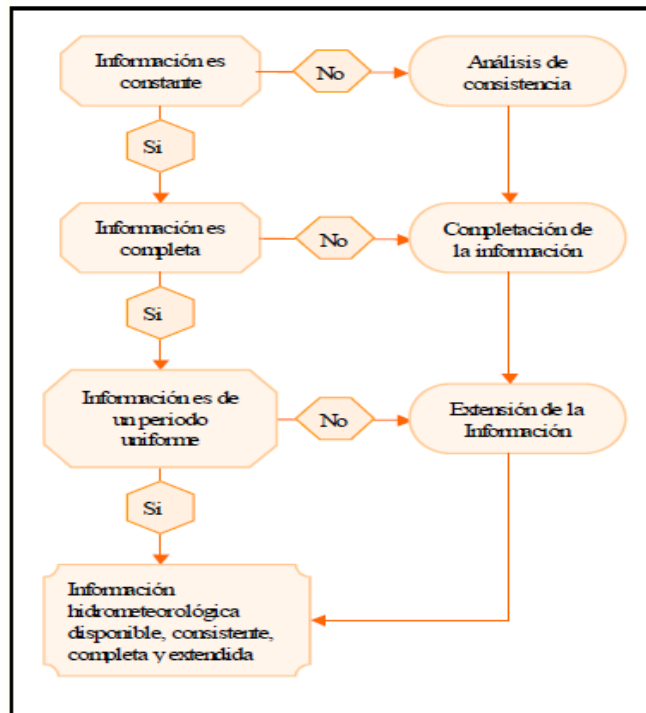 Información es
constante
No
Análisis de
consistencia
Si
Información es
completa
No
Completación de
la información
Si
Información es de
un periodo
uniforme
No
Extensión de la
Información
Si
Información
hidrometeorológica
disponible, consistente,
completa y extendida